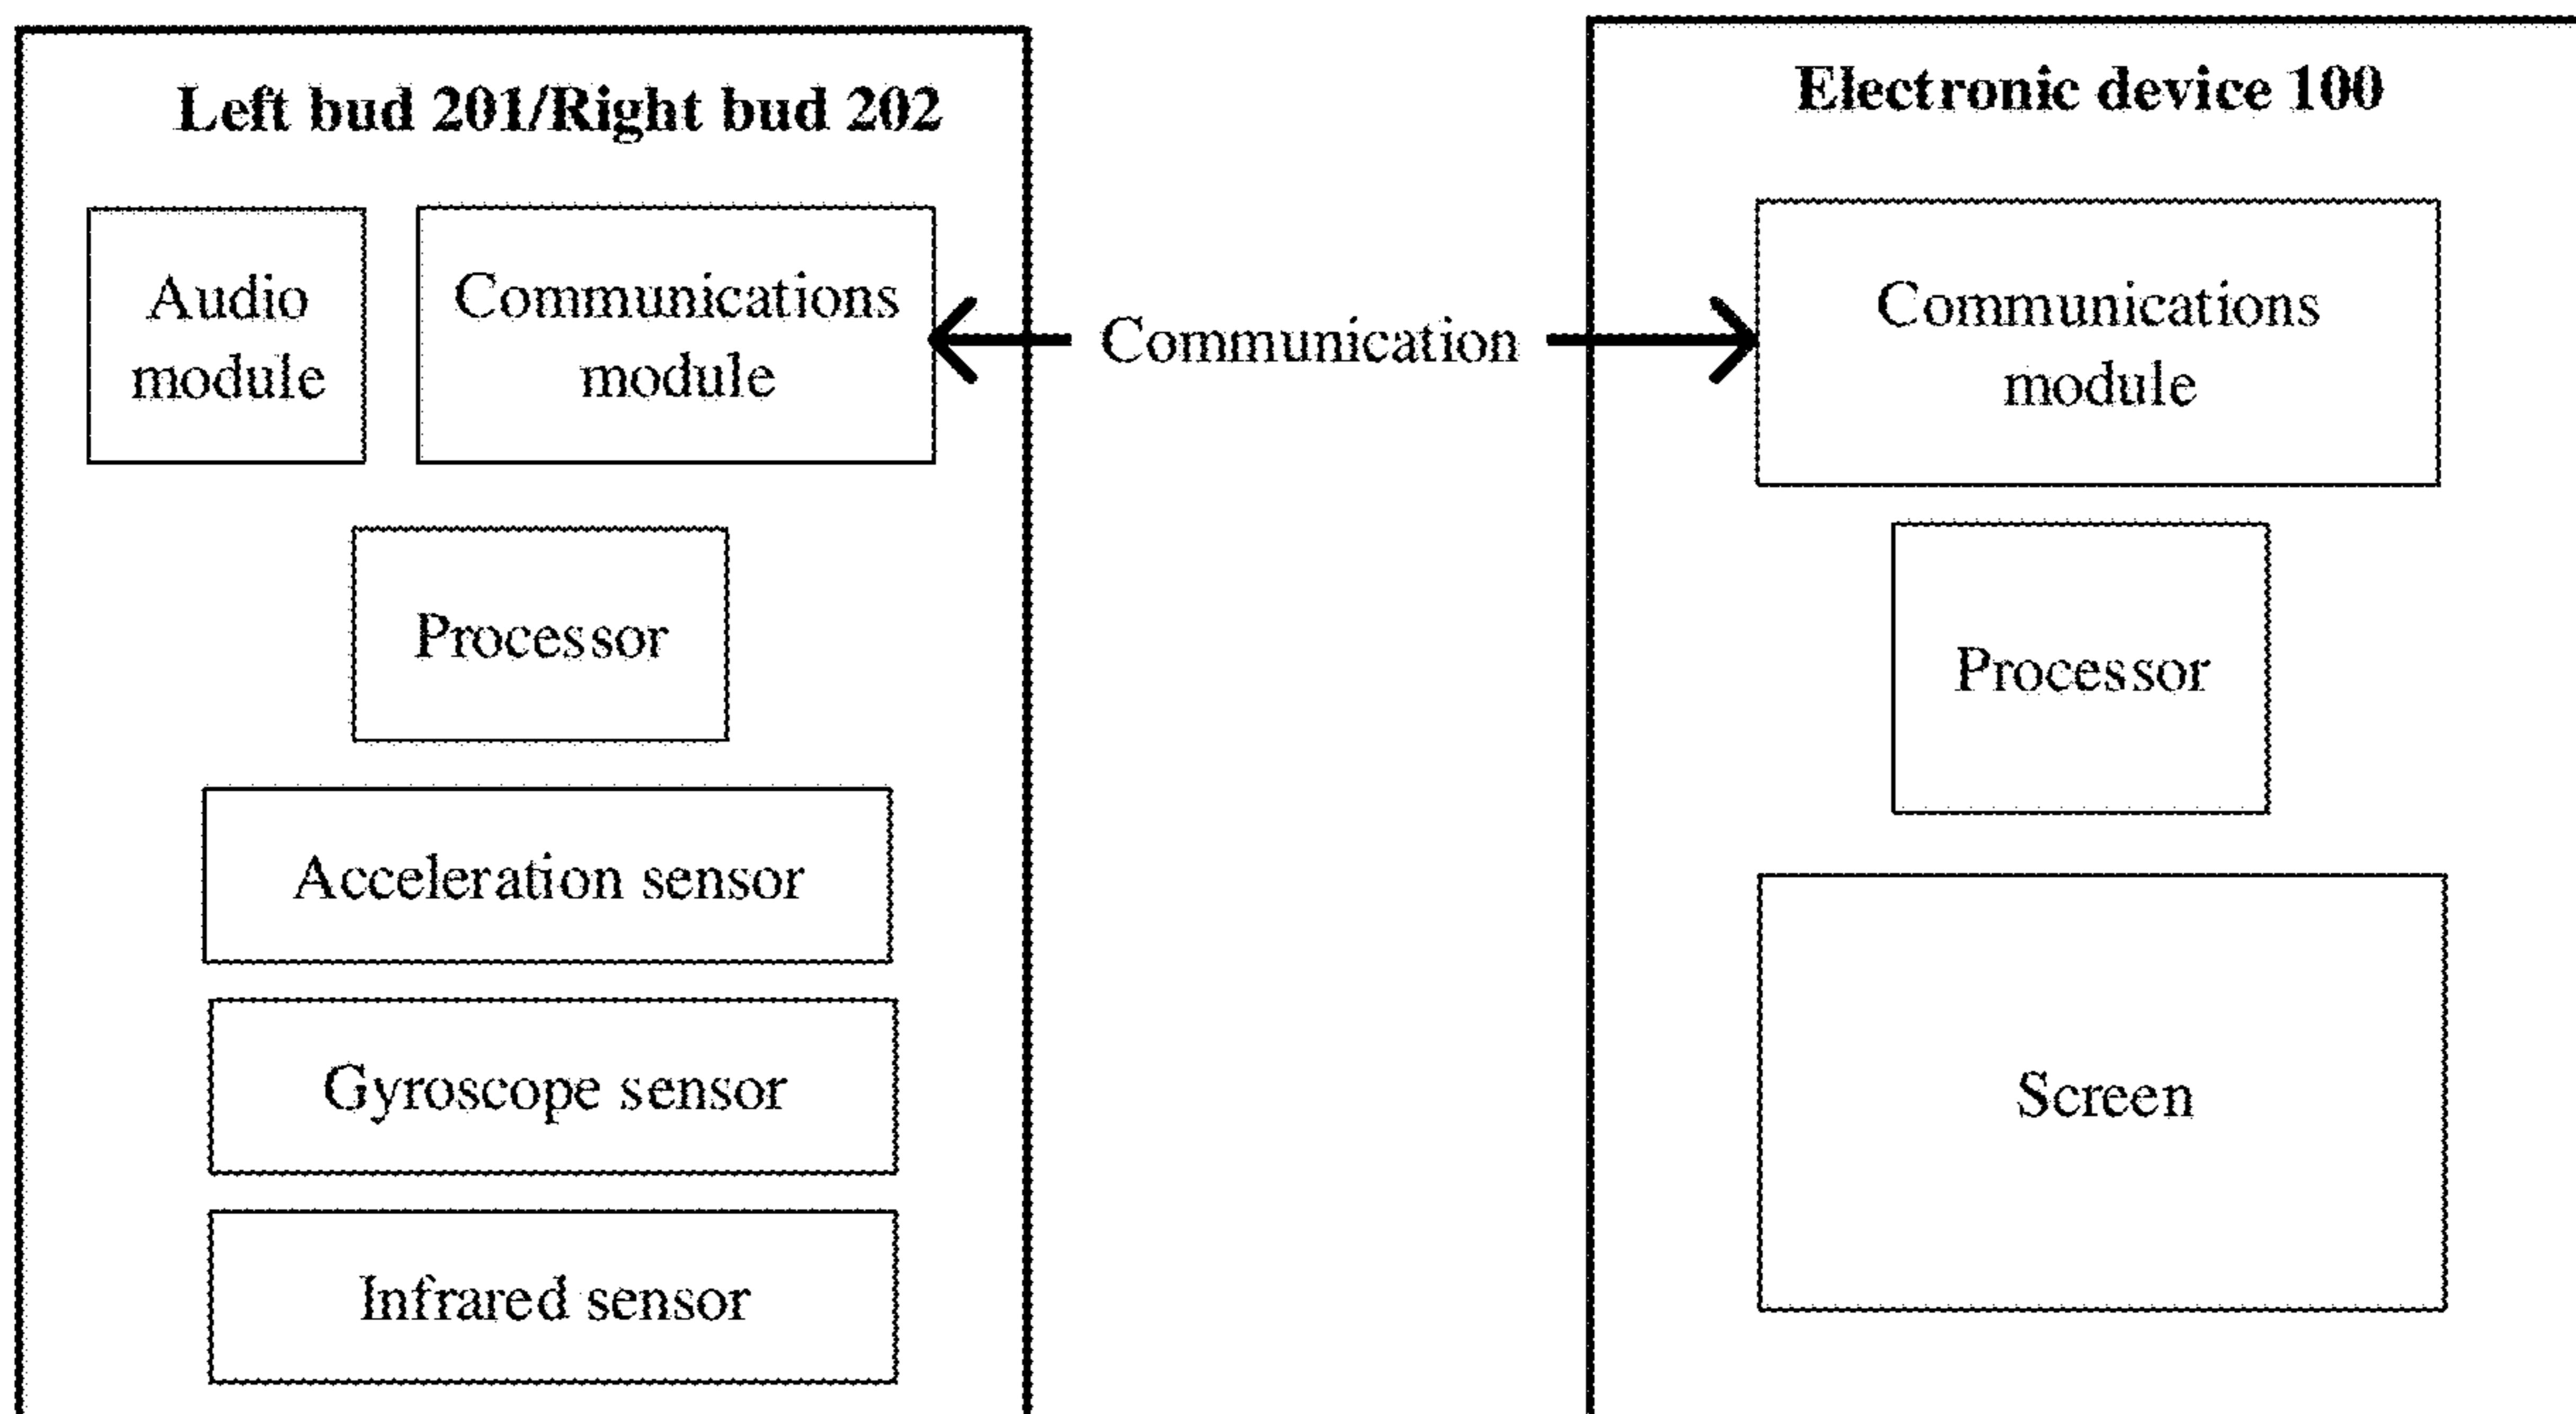 Left bud 201/Right bud 202
Audio
module
Communications
module
Processor
Acceleration sensor
Gyroscope sensor
Infrared sensor
Communication
Electronic device 100
Communications
module
Processor
Screen